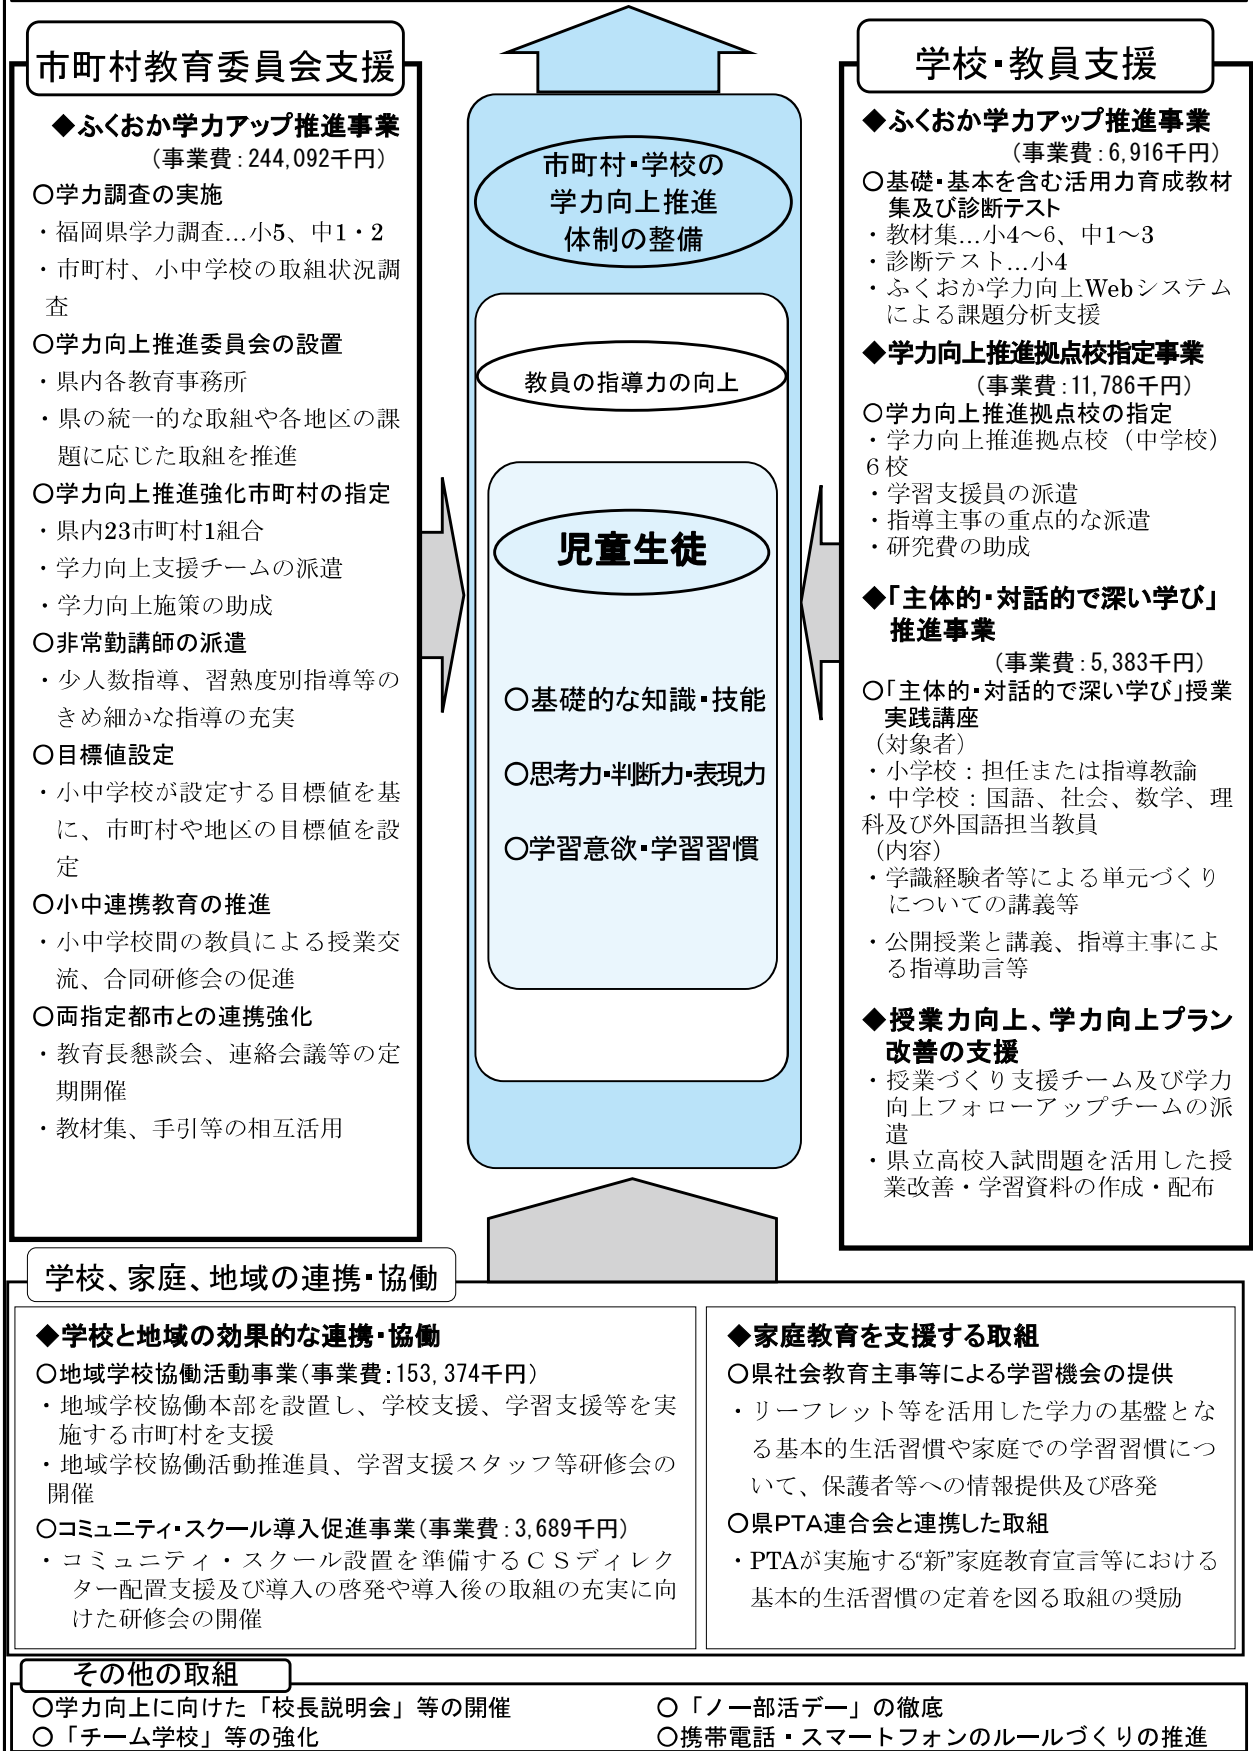 市町村教育委員会支援
◆ふくおか学力アップ推進事業
（事業費：244,092千円）
○学力調査の実施
・福岡県学力調査…小5、中1・2
・市町村、小中学校の取組状況調
査
○学力向上推進委員会の設置
・県内各教育事務所
・県の統一的な取組や各地区の課
題に応じた取組を推進
○学力向上推進強化市町村の指定
・県内23市町村1組合
・学力向上支援チームの派遣
・学力向上施策の助成
○非常勤講師の派遣
・少人数指導、習熟度別指導等の
きめ細かな指導の充実
○目標値設定
・小中学校が設定する目標値を基
に、市町村や地区の目標値を設
定
○小中連携教育の推進
・小中学校間の教員による授業交
流、合同研修会の促進
○両指定都市との連携強化
・教育長懇談会、連絡会議等の定
期開催
・教材集、手引等の相互活用
市町村・学校の
学力向上推進
体制の整備
教員の指導力の向上
児童生徒
○基礎的な知識・技能
○思考力・判断力・表現力
○学習意欲・学習習慣
学校・教員支援
◆ふくおか学力アップ推進事業
（事業費：6,916千円）
○基礎・基本を含む活用力育成教材
集及び診断テスト
・教材集…小4～6、中1～3
・診断テスト…小4
・ふくおか学力向上Webシステム
による課題分析支援
◆学力向上推進拠点校指定事業
（事業費：11,786千円）
○学力向上推進拠点校の指定
・学力向上推進拠点校（中学校）
６校
・学習支援員の派遣
・指導主事の重点的な派遣
・研究費の助成
◆「主体的・対話的で深い学び」
推進事業
（事業費：5,383千円）
○「主体的・対話的で深い学び」授業
実践講座
（対象者）
・小学校：担任または指導教諭
・中学校：国語、社会、数学、理
科及び外国語担当教員
（内容）
・学識経験者等による単元づくり
についての講義等
・公開授業と講義、指導主事によ
る指導助言等
◆授業力向上、学力向上プラン
改善の支援
・授業づくり支援チーム及び学力
向上フォローアップチームの派
遣
・県立高校入試問題を活用した授
業改善・学習資料の作成・配布
学校、家庭、地域の連携・協働
◆学校と地域の効果的な連携・協働
○地域学校協働活動事業（事業費：153,374千円）
・地域学校協働本部を設置し、学校支援、学習支援等を実
施する市町村を支援
・地域学校協働活動推進員、学習支援スタッフ等研修会の
開催
○コミュニティ・スクール導入促進事業（事業費：3,689千円）
・コミュニティ・スクール設置を準備するＣＳディレク
ター配置支援及び導入の啓発や導入後の取組の充実に向
けた研修会の開催
◆家庭教育を支援する取組
○県社会教育主事等による学習機会の提供
・リーフレット等を活用した学力の基盤とな
る基本的生活習慣や家庭での学習習慣につ
いて、保護者等への情報提供及び啓発
○県PTA連合会と連携した取組
・PTAが実施する“新”家庭教育宣言等における
基本的生活習慣の定着を図る取組の奨励
その他の取組
○学力向上に向けた「校長説明会」等の開催
○「ノー部活デー」の徹底
○「チーム学校」等の強化
○携帯電話・スマートフォンのルールづくりの推進